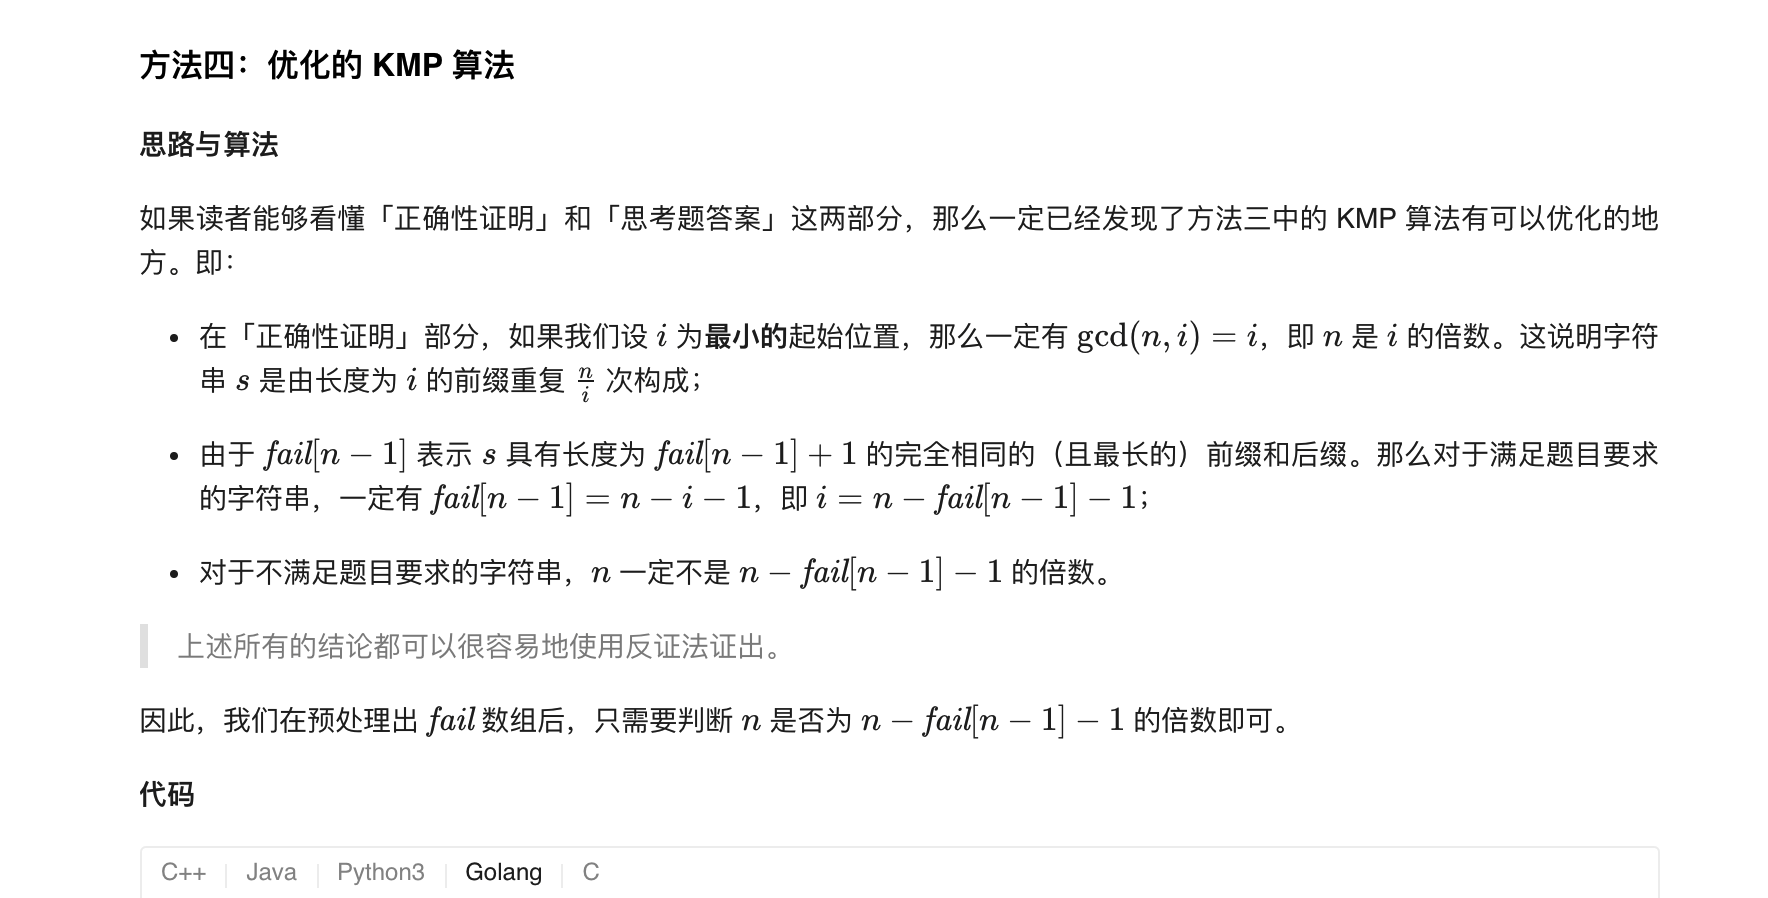 方法四：优化的 KMP 算法
思路与算法
如果读者能够看懂「正确性证明」和「思考题答案」这两部分，那么一定已经发现了方法三中的 KMP 算法有可以优化的地
方。即：
• 在「正确性证明」部分，如果我们设 i 为最小的起始位置，那么一定有 gcd(n, i) = i，即 n 是 i 的倍数。这说明字符
串 s 是由长度为 i 的前缀重复 n/i 次构成；
• 由于 fail[n − 1] 表示 s 具有长度为 fail[n − 1] + 1 的完全相同的（且最长的）前缀和后缀。那么对于满足题目要求
的字符串，一定有 fail[n − 1] = n − i − 1，即 i = n − fail[n − 1] − 1；
• 对于不满足题目要求的字符串，n 一定不是 n − fail[n − 1] − 1 的倍数。
上述所有的结论都可以很容易地使用反证法证出。
因此，我们在预处理出 fail 数组后，只需要判断 n 是否为 n − fail[n − 1] − 1 的倍数即可。
代码
C++ | Java | Python3 | Golang | C